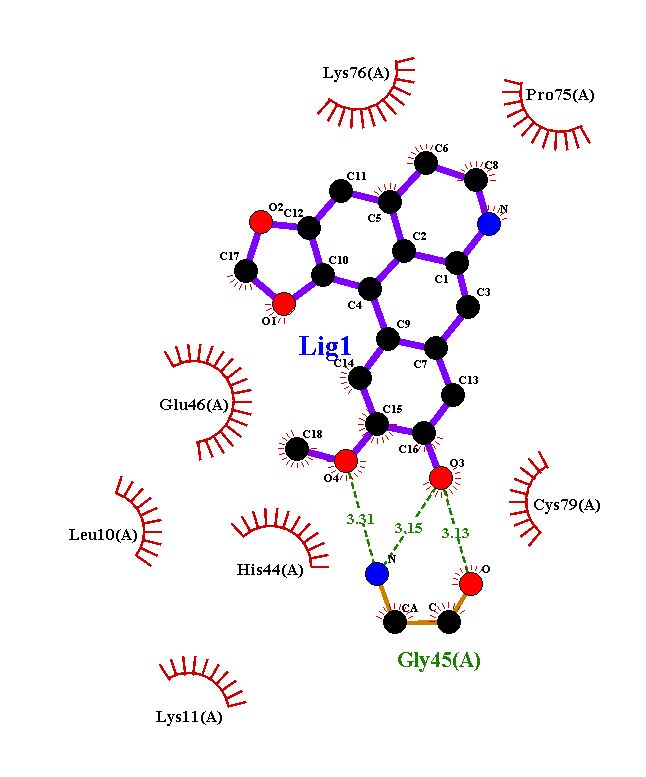 Lys76(A)
Pro75(A)
C6
C8
C11
O2
C12
C5
N
C2
C17
C10
C1
C3
C4
O1
C9
Lig1
C7
C14
C13
Glu46(A)
C15
C18
C16
O3
O4
Cys79(A)
3.31
3.15
3.13
Leu10(A)
His44(A)
N
O
CA
C
Gly45(A)
Lys11(A)